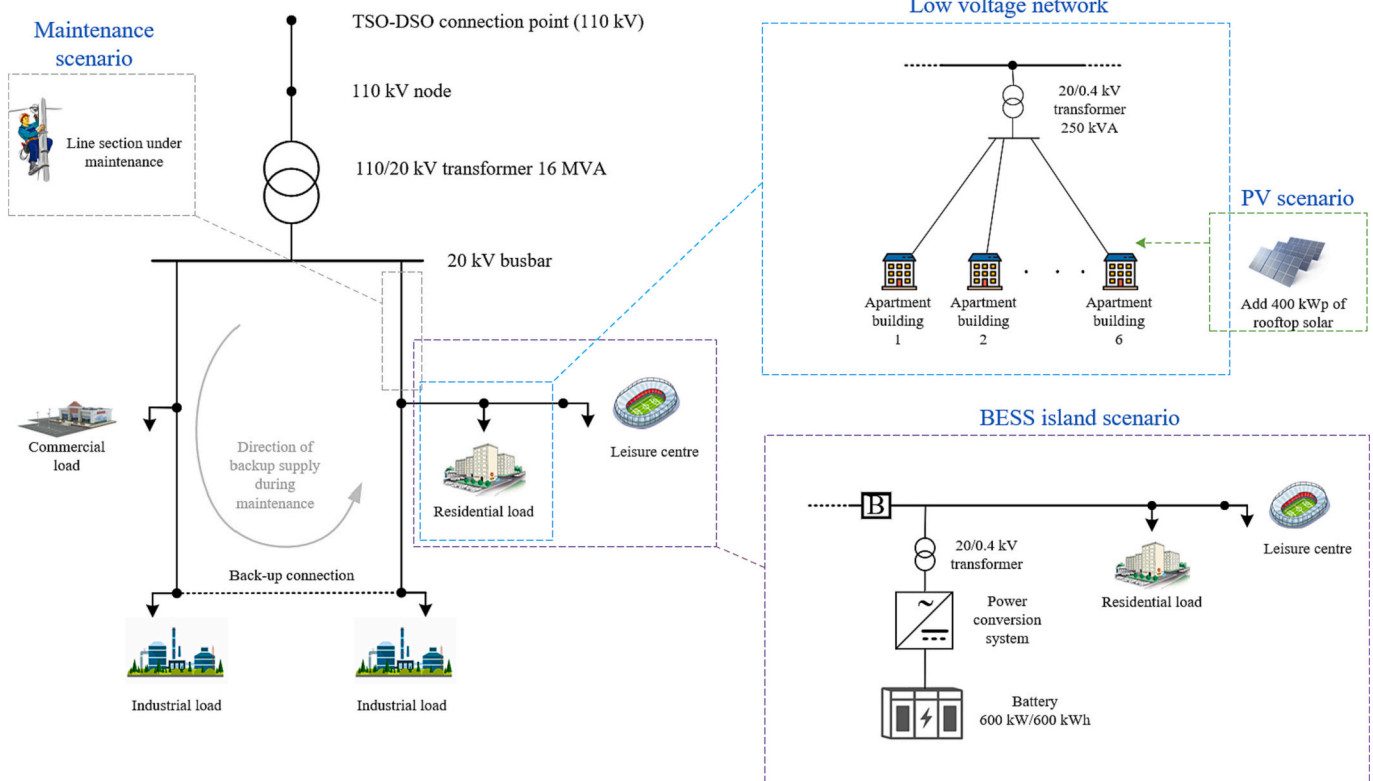 Maintenance
scenario
Line section under
maintenance
TSO-DSO connection point (110 kV)
110 kV node
110/20 kV transformer 16 MVA
20 kV busbar
Commercial
load
Direction of
backup supply
during
maintenance
Residential load
Leisure centre
Back-up connection
Industrial load
Industrial load
Low voltage network
20/0.4 kV
transformer
250 kVA
Apartment
building
1
Apartment
building
2
. . .
Apartment
building
6
PV scenario
Add 400 kWp of
rooftop solar
BESS island scenario
B
20/0.4 kV
transformer
Power
conversion
system
Battery
600 kW/600 kWh
Residential load
Leisure centre